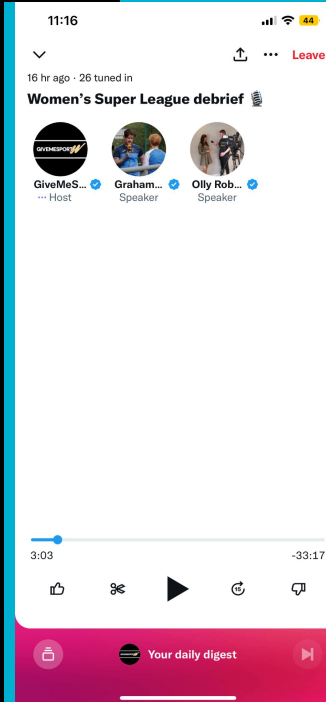 11:16
44
Leave
16 hr ago · 26 tuned in
Women's Super League debrief 🎙️
GIVEMESPORT W
GiveMeS... Graham... Olly Rob...
··· Host Speaker Speaker
3:03 -33:17
15
Your daily digest